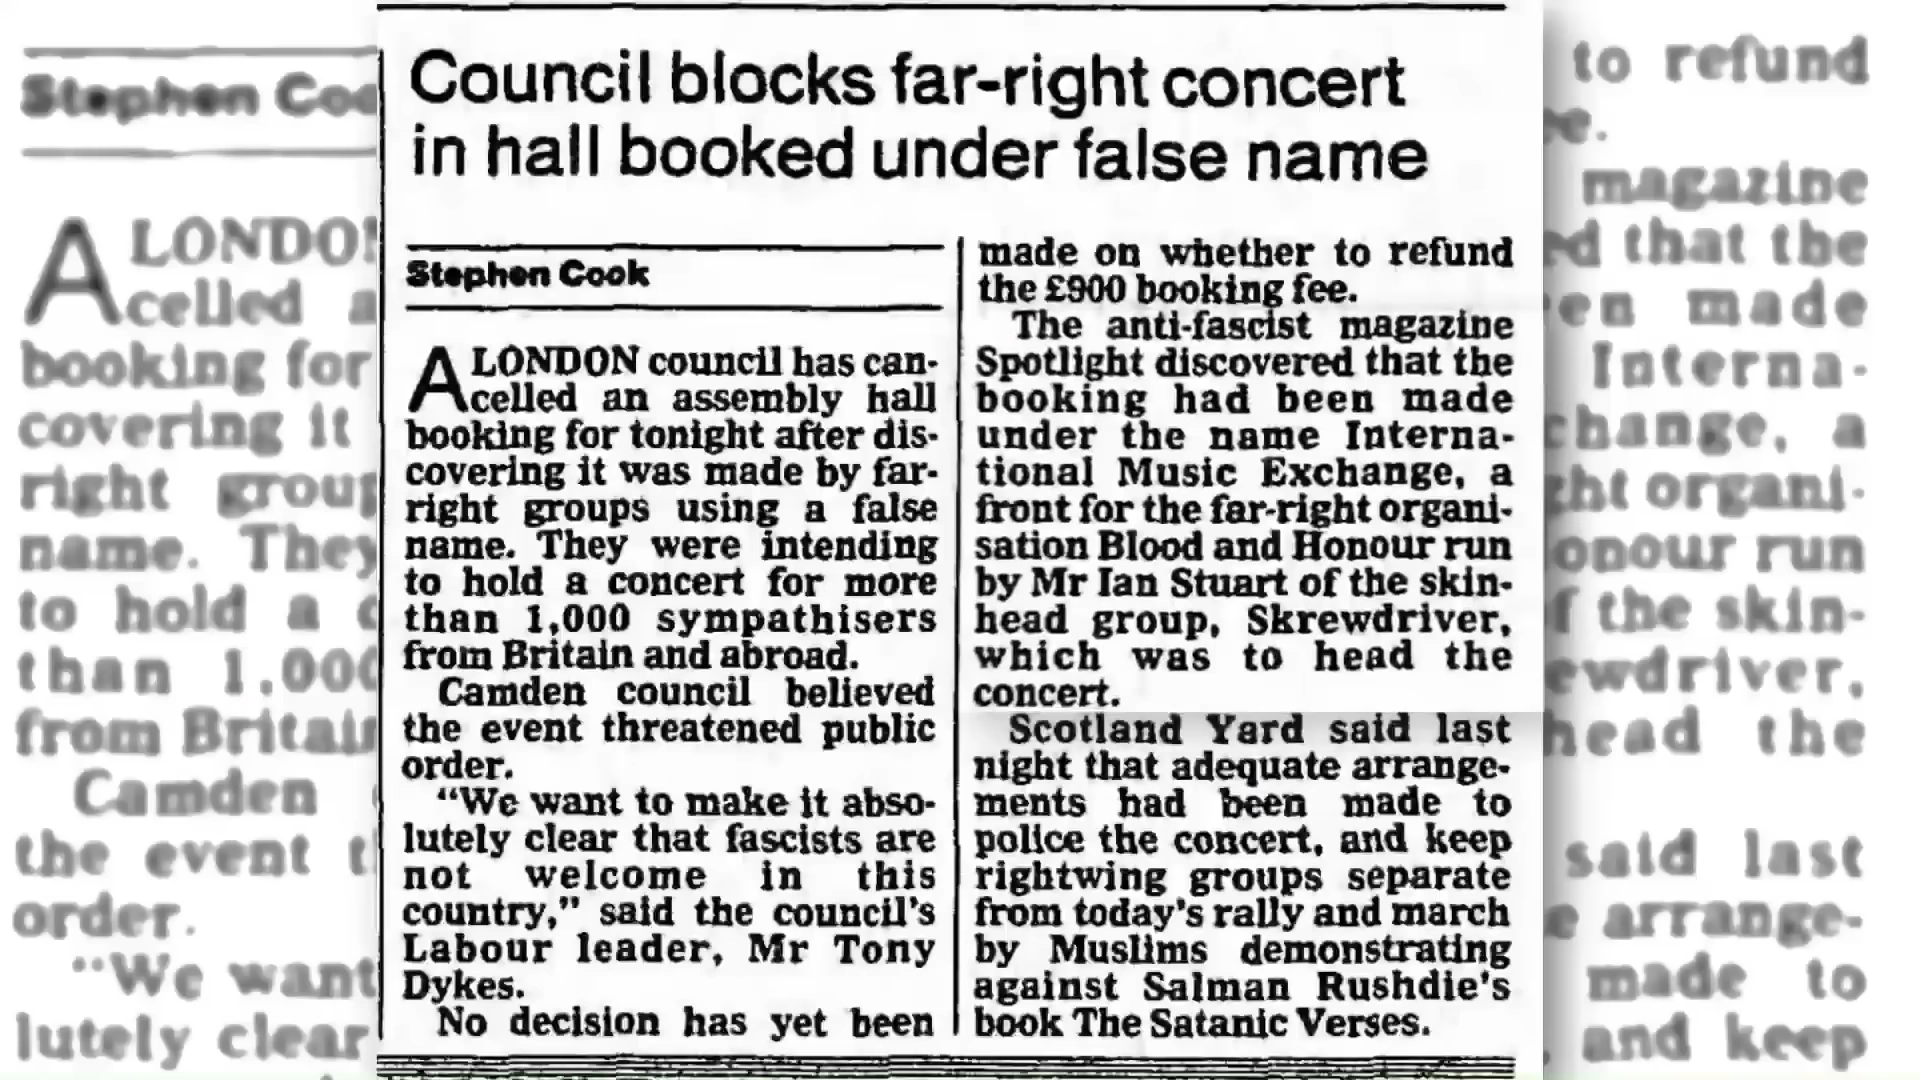 Council blocks far-right concert
in hall booked under false name
Stephen Cook
A LONDON council has can-
celled an assembly hall
booking for tonight after dis-
covering it was made by far-
right groups using a false
name. They were intending
to hold a concert for more
than 1,000 sympathisers
from Britain and abroad.
Camden council believed
the event threatened public
order.
"We want to make it abso-
lutely clear that fascists are
not welcome in this
country," said the council's
Labour leader, Mr Tony
Dykes.
No decision has yet been
made on whether to refund
the £900 booking fee.
The anti-fascist magazine
Spotlight discovered that the
booking had been made
under the name Interna-
tional Music Exchange, a
front for the far-right organi-
sation Blood and Honour run
by Mr Ian Stuart of the skin-
head group, Skrewdriver,
which was to head the
concert.
Scotland Yard said last
night that adequate arrange-
ments had been made to
police the concert, and keep
rightwing groups separate
from today's rally and march
by Muslims demonstrating
against Salman Rushdie's
book The Satanic Verses.